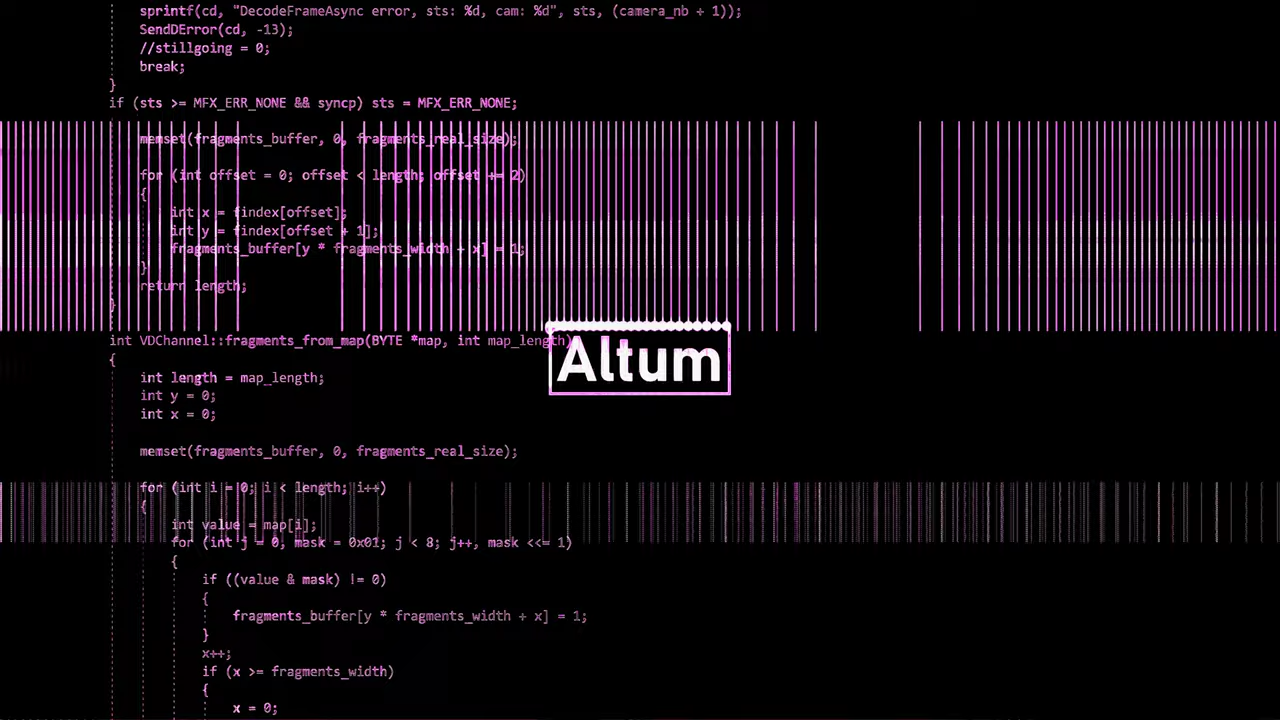 sprintf(cd, "DecodeFrameAsync error, sts: %d, cam: %d", sts, (camera_nb + 1));
SendDError(cd, -13);
//stillgoing = 0;
break;
}
if (sts >= MFX_ERR_NONE && syncp) sts = MFX_ERR_NONE;
memset(fragments_buffer, 0, fragments_real_size);
for (int offset = 0; offset < length; offset += 2)
{
int x = findex[offset];
int y = findex[offset + 1];
fragments_buffer[y * fragments_width + x] = 1;
}
return length;
}
int VDChannel::fragments_from_map(BYTE *map, int map_length)
Altum
{
int length = map_length;
int y = 0;
int x = 0;
memset(fragments_buffer, 0, fragments_real_size);
for (int i = 0; i < length; i++)
{
int value = map[i];
for (int j = 0, mask = 0x01; j < 8; j++, mask <<= 1)
{
if ((value & mask) != 0)
{
fragments_buffer[y * fragments_width + x] = 1;
}
x++;
if (x >= fragments_width)
{
x = 0;